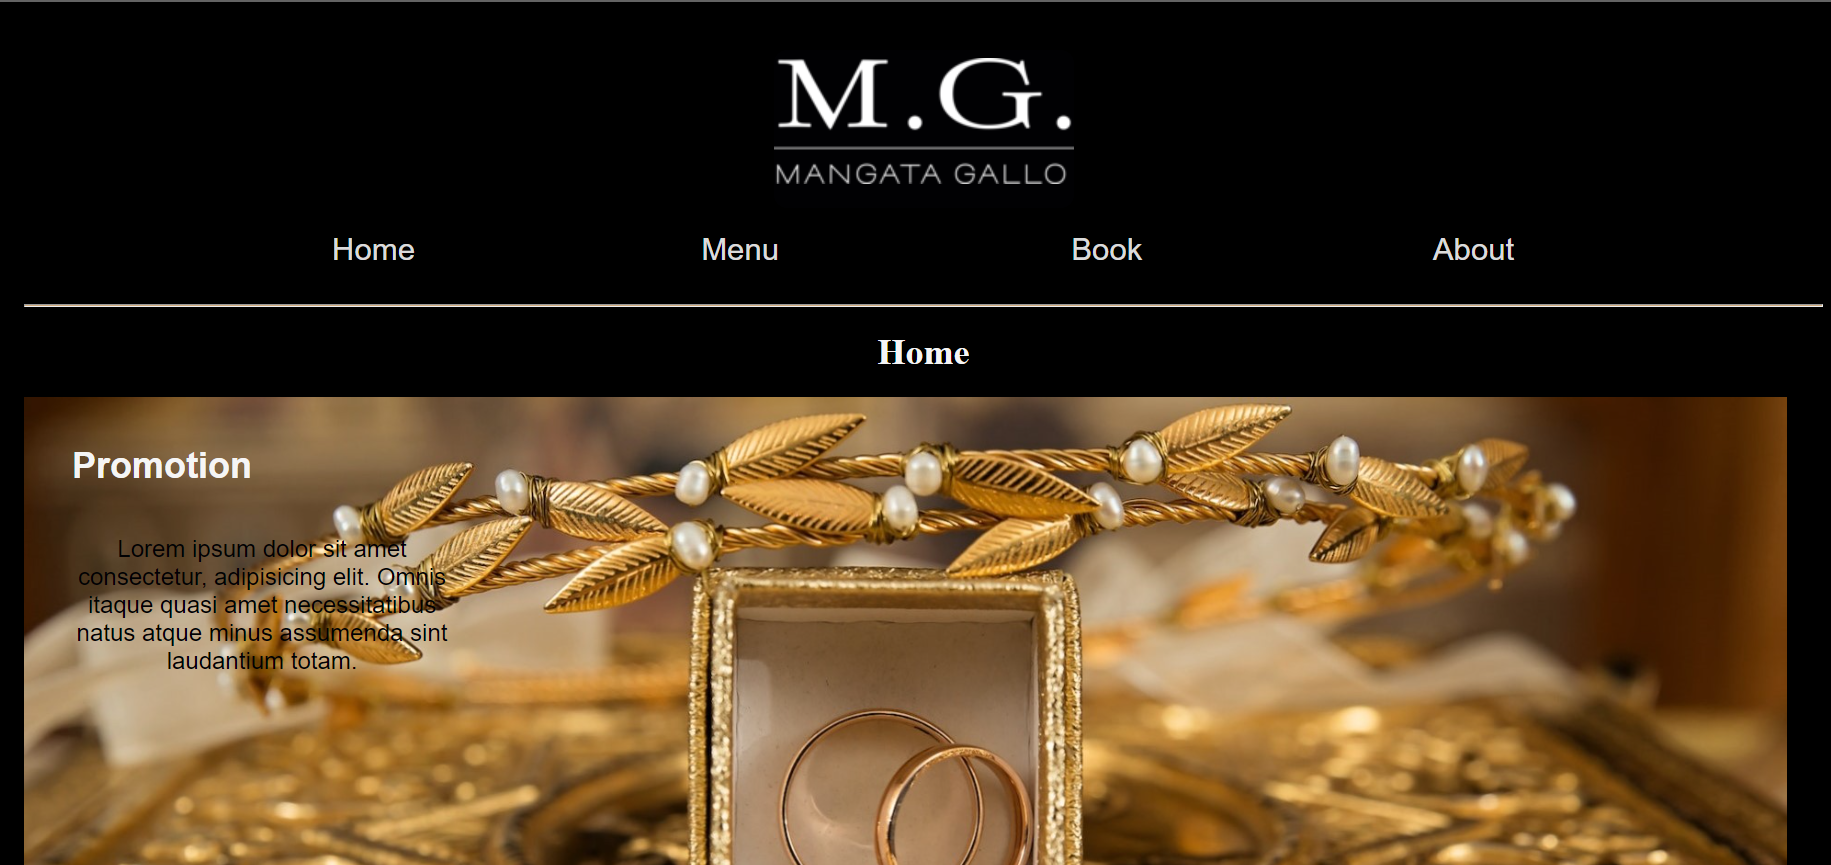 M.G.
MANGATA GALLO
Home Menu Book About
Home
Promotion
Lorem ipsum dolor sit amet
consectetur, adipisicing elit. Omnis
itaque quasi amet necessitatibus
natus atque minus assumenda sint
laudantium totam.